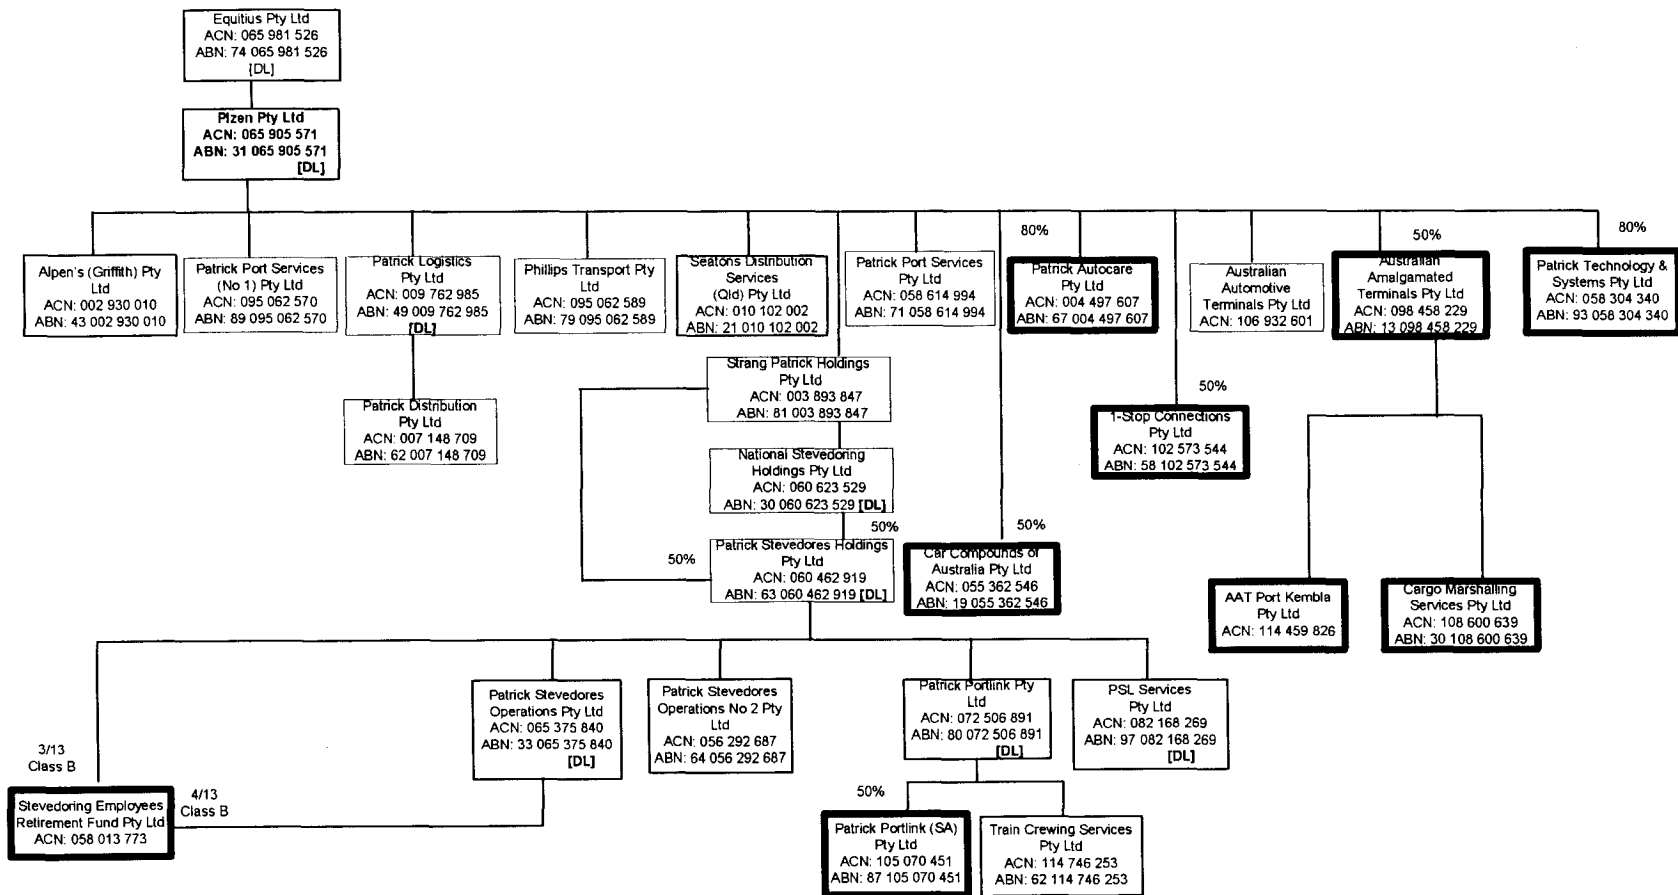 Equitius Pty Ltd
ACN: 065 981 526
ABN: 74 065 981 526
[DL]
Plzen Pty Ltd
ACN: 065 905 571
ABN: 31 065 905 571
[DL]
Alpen's (Griffith) Pty
Ltd
ACN: 002 930 010
ABN: 43 002 930 010
Patrick Port Services
(No 1) Pty Ltd
ACN: 095 062 570
ABN: 89 095 062 570
Patrick Logistics
Pty Ltd
ACN: 009 762 985
ABN: 49 009 762 985
[DL]
Phillips Transport Pty
Ltd
ACN: 095 062 589
ABN: 79 095 062 589
Seatons Distribution
Services
(Qld) Pty Ltd
ACN: 010 102 002
ABN: 21 010 102 002
Patrick Port Services
Pty Ltd
ACN: 058 614 994
ABN: 71 058 614 994
80%
Patrick Autocare
Pty Ltd
ACN: 004 497 607
ABN: 67 004 497 607
Australian
Automotive
Terminals Pty Ltd
ACN: 106 932 601
50%
Australian
Amalgamated
Terminals Pty Ltd
ACN: 098 458 229
ABN: 13 098 458 229
80%
Patrick Technology &
Systems Pty Ltd
ACN: 058 304 340
ABN: 93 058 304 340
Patrick Distribution
Pty Ltd
ACN: 007 148 709
ABN: 62 007 148 709
Strang Patrick Holdings
Pty Ltd
ACN: 003 893 847
ABN: 81 003 893 847
National Stevedoring
Holdings Pty Ltd
ACN: 060 623 529
ABN: 30 060 623 529 [DL]
50%
50%
Patrick Stevedores Holdings
Pty Ltd
ACN: 060 462 919
ABN: 63 060 462 919 [DL]
50%
Car Compounds of
Australia Pty Ltd
ACN: 055 362 546
ABN: 19 055 362 546
50%
1-Stop Connections
Pty Ltd
ACN: 102 573 544
ABN: 58 102 573 544
AAT Port Kembla
Pty Ltd
ACN: 114 459 826
Cargo Marshalling
Services Pty Ltd
ACN: 108 600 639
ABN: 30 108 600 639
3/13
Class B
Stevedoring Employees
Retirement Fund Pty Ltd
ACN: 058 013 773
4/13
Class B
Patrick Stevedores
Operations Pty Ltd
ACN: 065 375 840
ABN: 33 065 375 840
[DL]
Patrick Stevedores
Operations No 2 Pty
Ltd
ACN: 056 292 687
ABN: 64 056 292 687
Patrick Portlink Pty
Ltd
ACN: 072 506 891
ABN: 80 072 506 891
[DL]
PSL Services
Pty Ltd
ACN: 082 168 269
ABN: 97 082 168 269
[DL]
50%
Patrick Portlink (SA)
Pty Ltd
ACN: 105 070 451
ABN: 87 105 070 451
Train Crewing Services
Pty Ltd
ACN: 114 746 253
ABN: 62 114 746 253